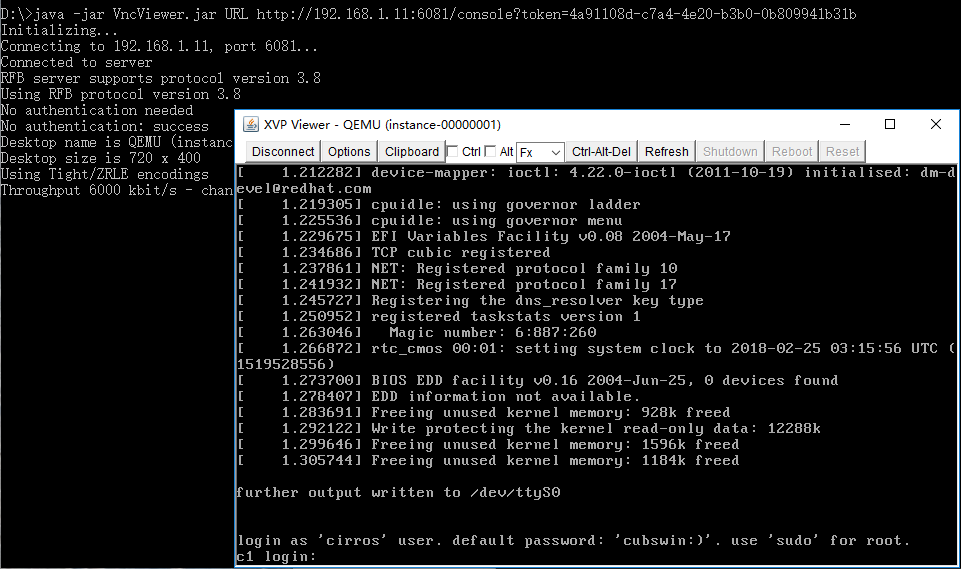 D:\>java -jar VncViewer.jar URL http://192.168.1.11:6081/console?token=4a91108d-c7a4-4e20-b3b0-0b809941b31b
Initializing...
Connecting to 192.168.1.11, port 6081...
Connected to server
RFB server supports protocol version 3.8
Using RFB protocol version 3.8
No authentication needed
No authentication: success
Desktop name is QEMU (instanc
Desktop size is 720 x 400
Using Tight/ZRLE encodings
Throughput 6000 kbit/s - chan
XVP Viewer - QEMU (instance-00000001)
Disconnect Options Clipboard Ctrl Alt Fx Ctrl-Alt-Del Refresh Shutdown Reboot Reset
[    1.212282] device-mapper: ioctl: 4.22.0-ioctl (2011-10-19) initialised: dm-d
evel@redhat.com
[    1.219305] cpuidle: using governor ladder
[    1.225536] cpuidle: using governor menu
[    1.229675] EFI Variables Facility v0.08 2004-May-17
[    1.234686] TCP cubic registered
[    1.237861] NET: Registered protocol family 10
[    1.241932] NET: Registered protocol family 17
[    1.245727] Registering the dns_resolver key type
[    1.250952] registered taskstats version 1
[    1.263046]   Magic number: 6:887:260
[    1.266872] rtc_cmos 00:01: setting system clock to 2018-02-25 03:15:56 UTC (
1519528556)
[    1.273700] BIOS EDD facility v0.16 2004-Jun-25, 0 devices found
[    1.278407] EDD information not available.
[    1.283691] Freeing unused kernel memory: 928k freed
[    1.292122] Write protecting the kernel read-only data: 12288k
[    1.299646] Freeing unused kernel memory: 1596k freed
[    1.305744] Freeing unused kernel memory: 1184k freed
further output written to /dev/ttyS0
login as 'cirros' user. default password: 'cubswin:)'. use 'sudo' for root.
c1 login: